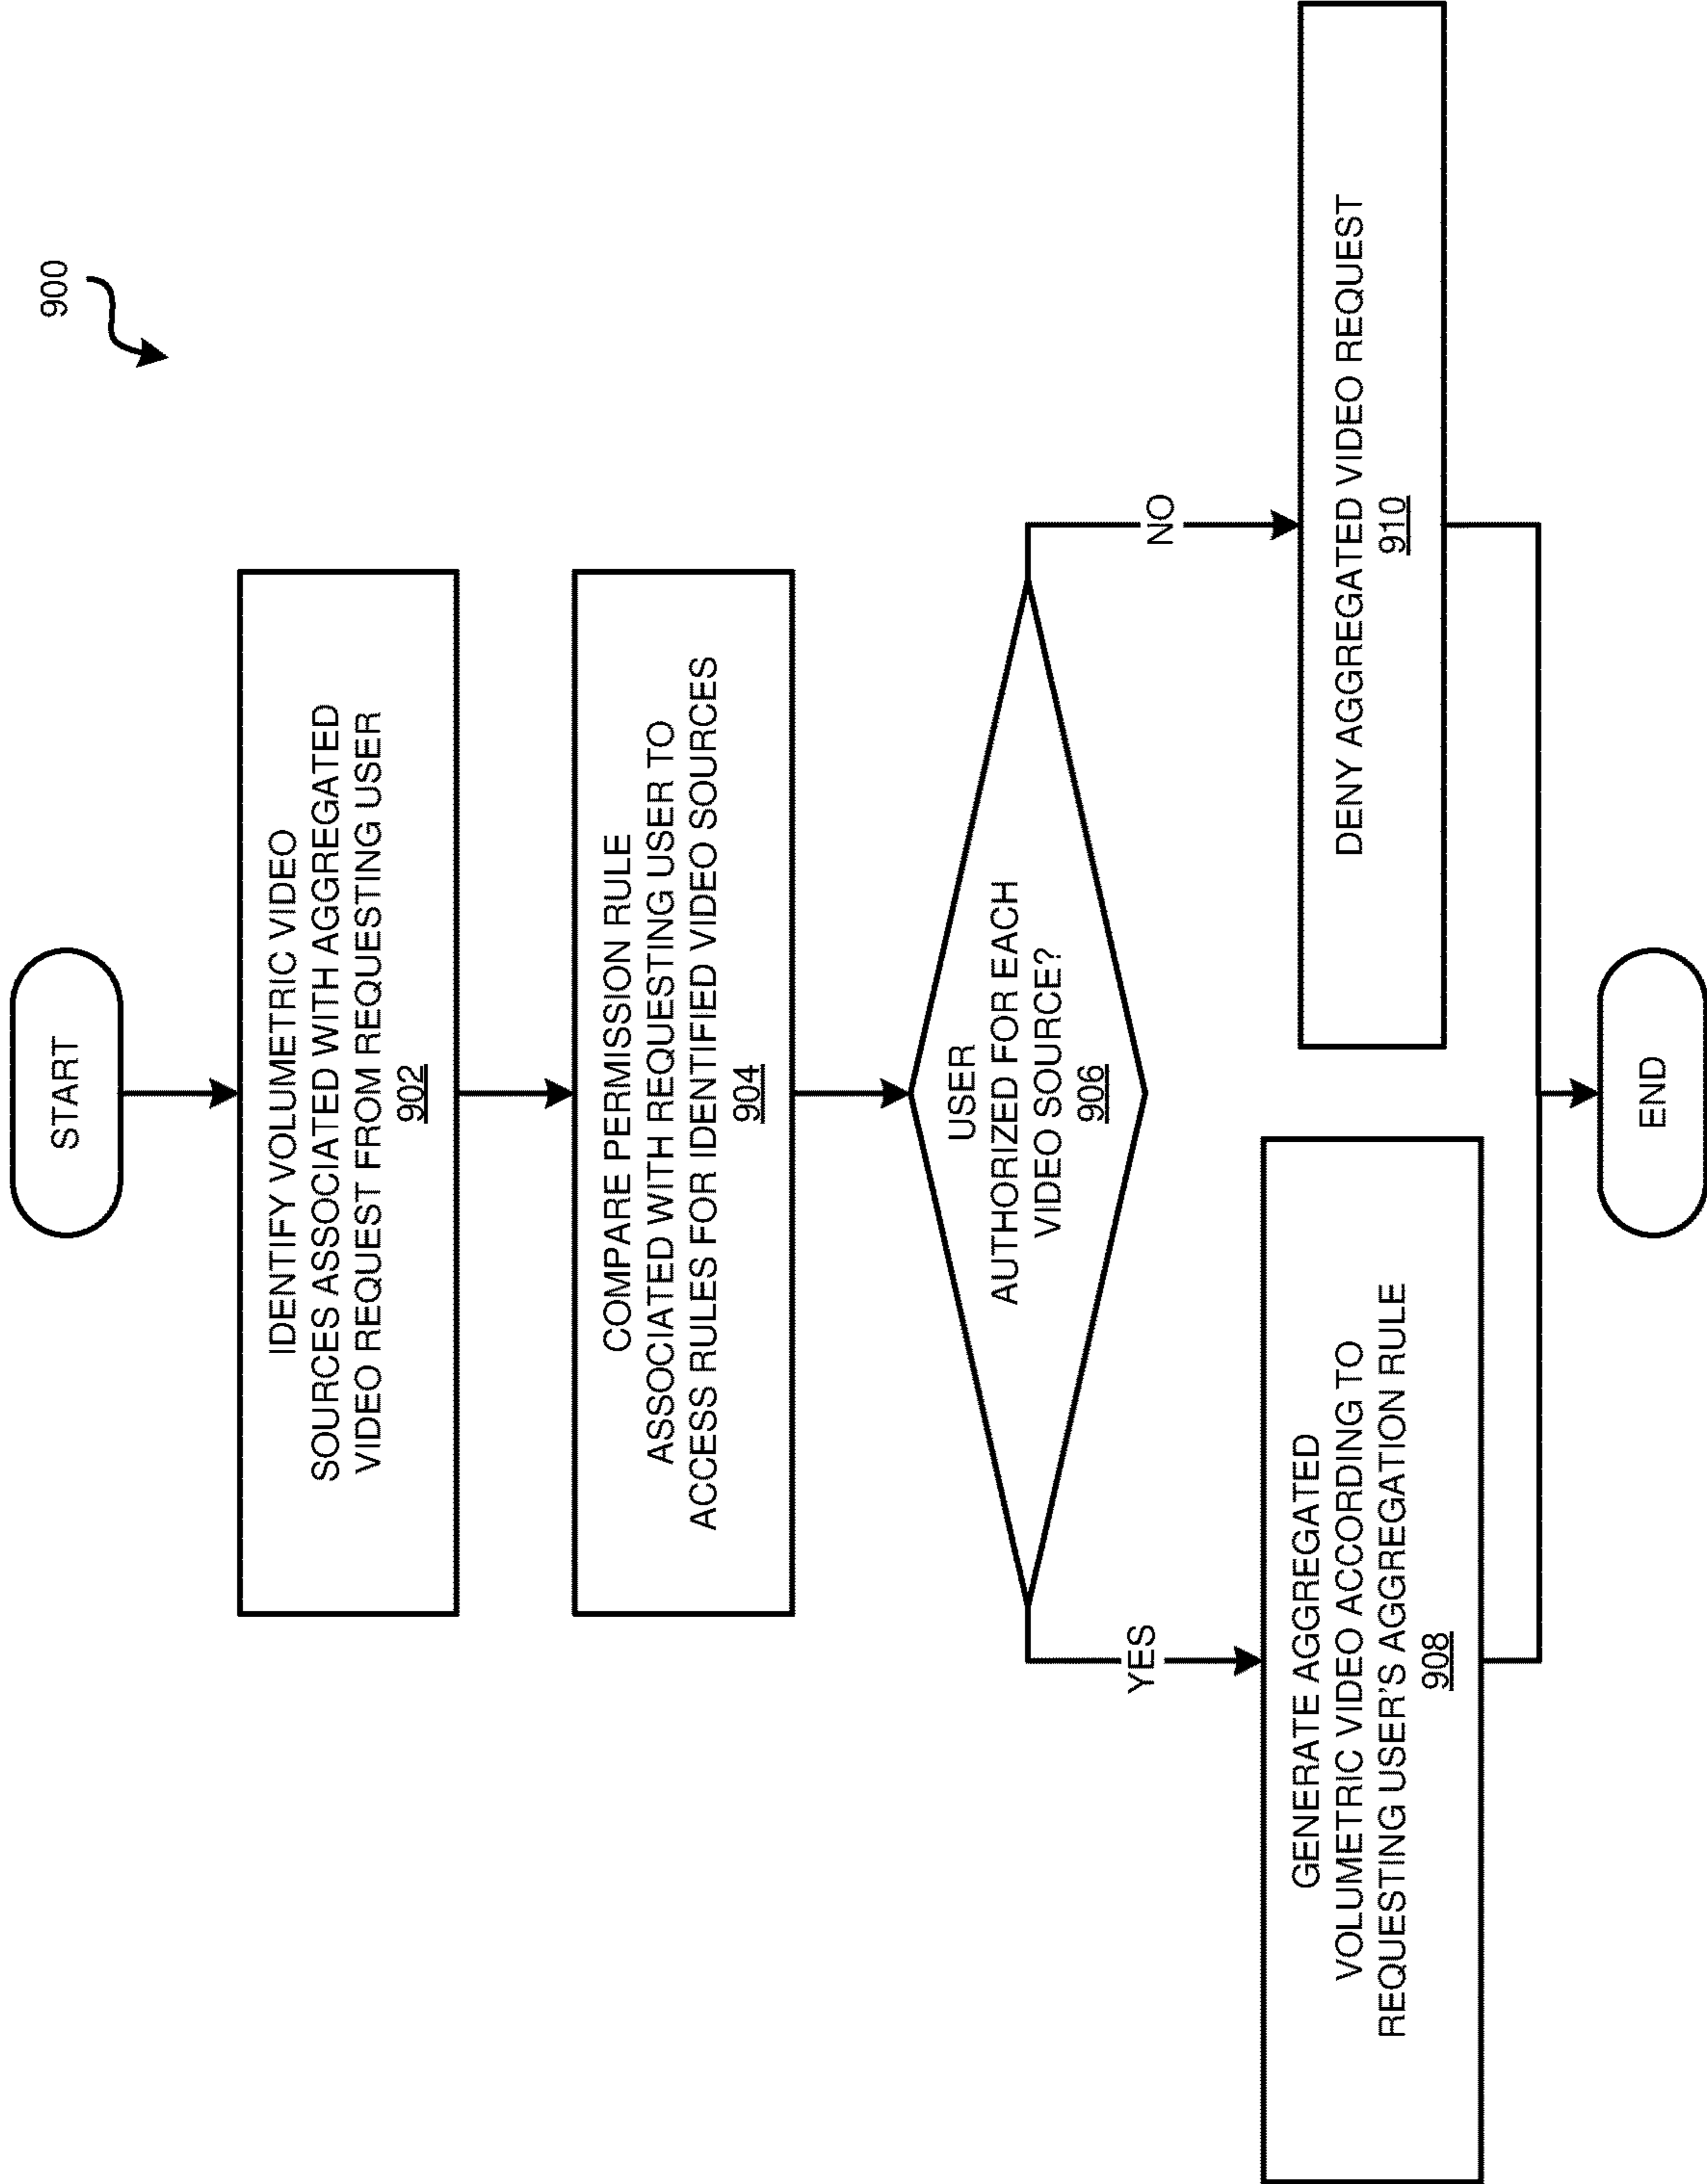 900
START
IDENTIFY VOLUMETRIC VIDEO
SOURCES ASSOCIATED WITH AGGREGATED
VIDEO REQUEST FROM REQUESTING USER
902
COMPARE PERMISSION RULE
ASSOCIATED WITH REQUESTING USER TO
ACCESS RULES FOR IDENTIFIED VIDEO SOURCES
904
USER
AUTHORIZED FOR EACH
VIDEO SOURCE?
906
YES
NO
GENERATE AGGREGATED
VOLUMETRIC VIDEO ACCORDING TO
REQUESTING USER'S AGGREGATION RULE
908
DENY AGGREGATED VIDEO REQUEST
910
END